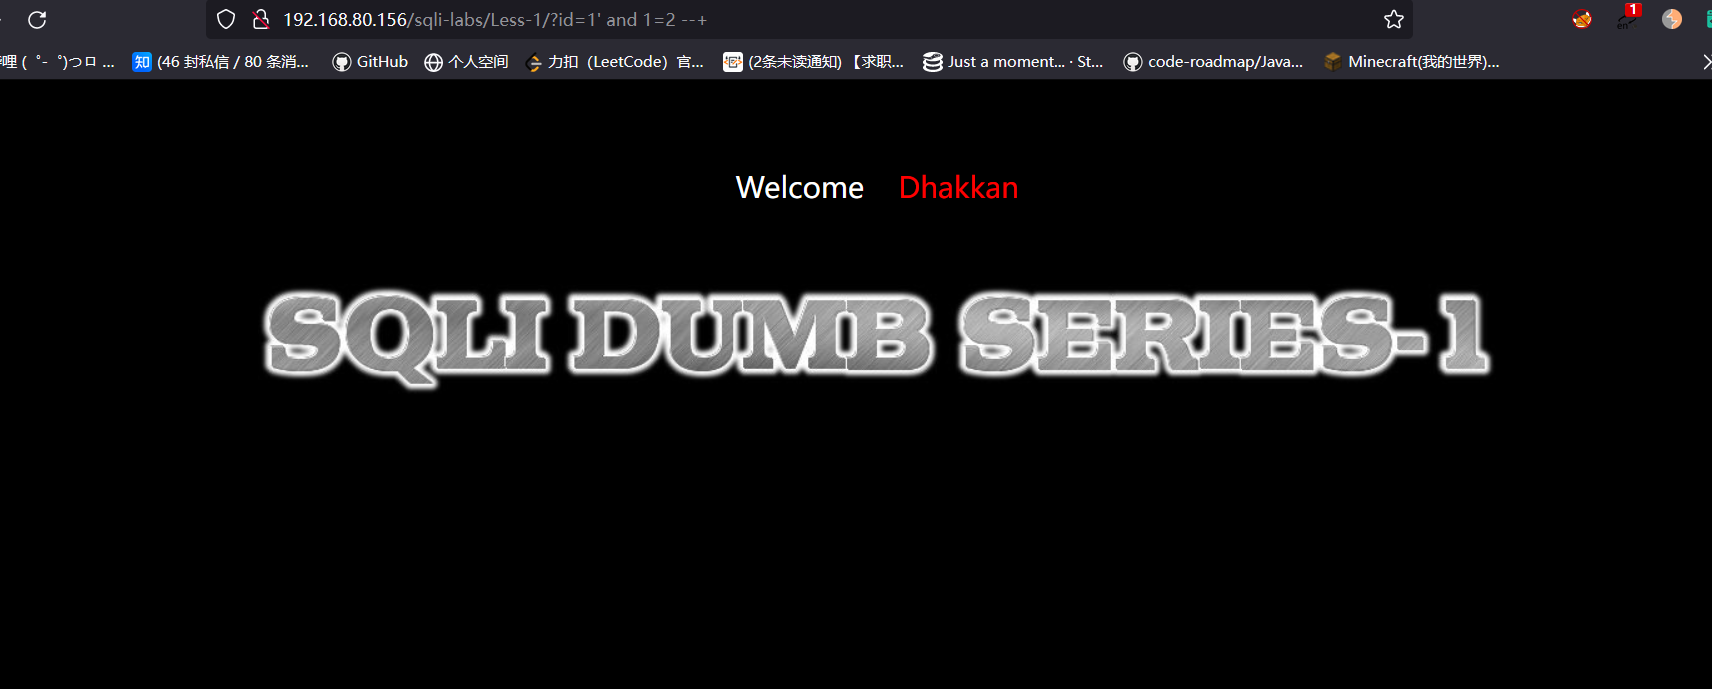 192.168.80.156/sqli-labs/Less-1/?id=1' and 1=2 --+
1
en
哩 ( ゜- ゜)つロ ...
知 (46 封私信 / 80 条消...
GitHub
个人空间
力扣（LeetCode）官...
(2条未读通知) 【求职...
Just a moment... · St...
code-roadmap/Java...
Minecraft(我的世界)...
Welcome Dhakkan
SQLI DUMB SERIES-1